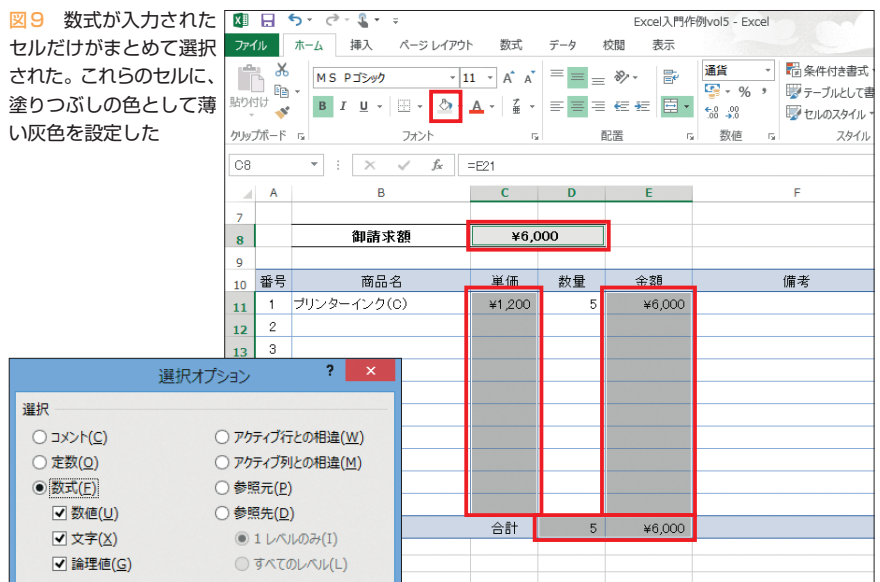 図9 数式が入力された
セルだけがまとめて選択
された。これらのセルに、
塗りつぶしの色として薄
い灰色を設定した
Excel入門作例vol5 - Excel
ファイル ホーム 挿入 ページ レイアウト 数式 データ 校閲 表示
貼り付け
ＭＳ Ｐゴシック 11 A A
B I U A
通貨
% ,
条件付き書式
テーブルとして書
セルのスタイル
クリップボード フォント 配置 数値 スタイル
C8 fx =E21
A B C D E F
7
8 御請求額 ¥6,000
9
10 番号 商品名 単価 数量 金額 備考
11 1 プリンターインク(C) ¥1,200 5 ¥6,000
12 2
13 3
合計 5 ¥6,000
選択オプション ? ×
選択
コメント(C) アクティブ行との相違(W)
定数(O) アクティブ列との相違(M)
数式(F) 参照元(P)
数値(U) 参照先(D)
文字(X) 1 レベルのみ(I)
論理値(G) すべてのレベル(L)